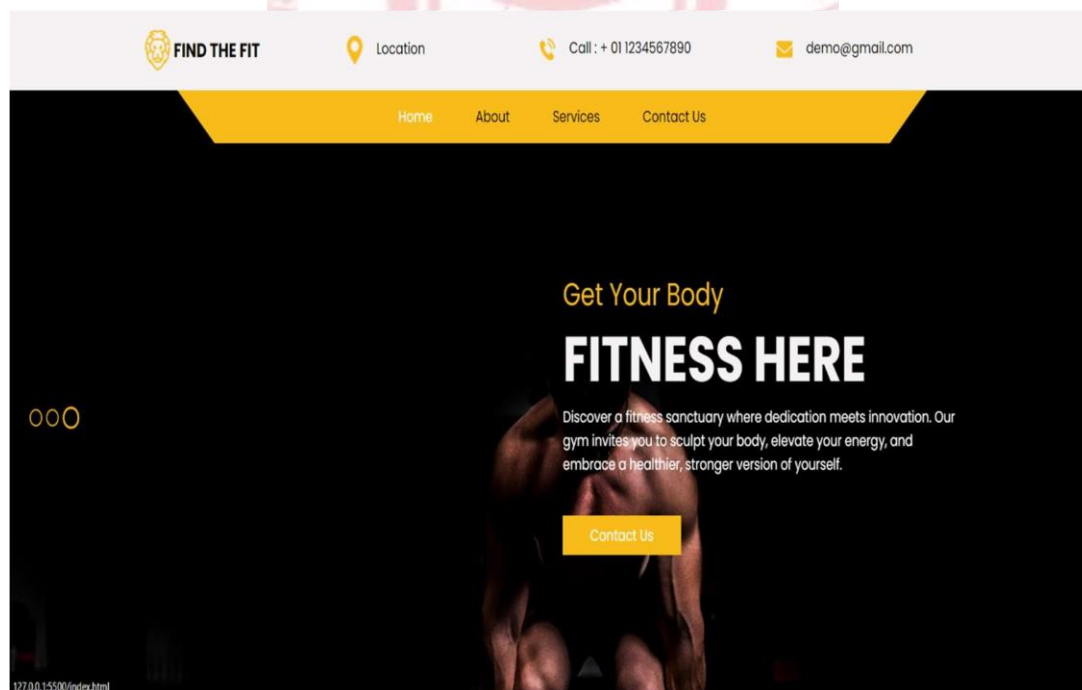 FIND THE FIT
Location
Call : + 01 1234567890
demo@gmail.com
Home About Services Contact Us
Get Your Body
FITNESS HERE
Discover a fitness sanctuary where dedication meets innovation. Our
gym invites you to sculpt your body, elevate your energy, and
embrace a healthier, stronger version of yourself.
Contact Us
127.0.0.1:5500/index.html